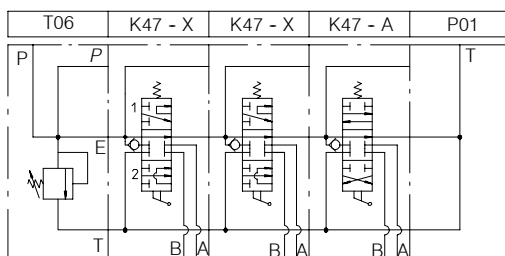 T06 K47 - X K47 - X K47 - A P01
P P T
1
E
2
T B A B A B A